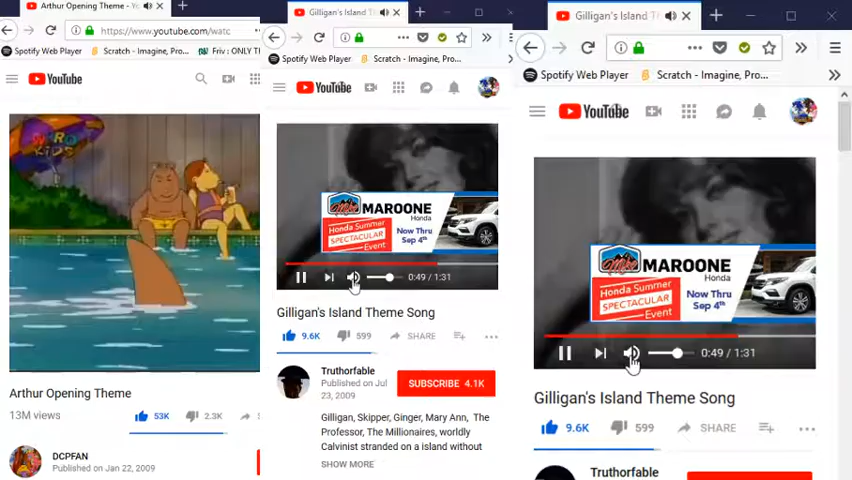 Arthur Opening Theme - Y
https://www.youtube.com/watc
Spotify Web Player
Scratch - Imagine, Pro...
Friv : ONLY TH
YouTube
KIDS
Arthur Opening Theme
13M views
53K
2.3K
DCPFAN
Published on Jan 22, 2009
Gilligan's Island Them
Spotify Web Player
Scratch - Imagine, Pro...
YouTube
MAROONE
Honda
Honda Summer
SPECTACULAR
Event
Now Thru
Sep 4th
0:49 / 1:31
Gilligan's Island Theme Song
9.6K
599
SHARE
Truthorfable
Published on Jul
23, 2009
SUBSCRIBE 4.1K
Gilligan, Skipper, Ginger, Mary Ann, The
Professor, The Millionaires, worldly
Calvinist stranded on a island without
SHOW MORE
Gilligan's Island T
Spotify Web Player
Scratch - Imagine, Pro...
YouTube
MAROONE
Honda
Honda Summer
SPECTACULAR
Event
Now Thru
Sep 4th
0:49 / 1:31
Gilligan's Island Theme Song
9.6K
599
SHARE
Truthorfable